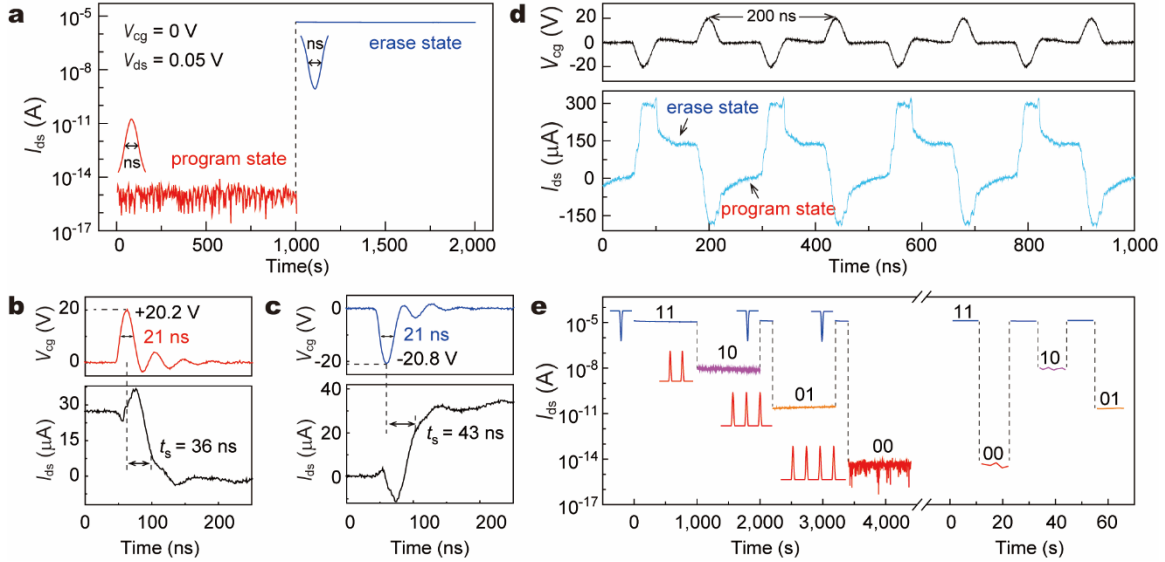 a
V_cg = 0 V
V_ds = 0.05 V
10^-5
10^-8
10^-11
10^-14
10^-17
I_ds (A)
ns
ns
erase state
program state
0
500
1,000
1,500
2,000
Time(s)
b
20
0
V_cg (V)
+20.2 V
21 ns
30
15
0
I_ds (µA)
t_s = 36 ns
0
100
200
Time (ns)
c
0
-20
V_cg (V)
21 ns
-20.8 V
40
20
0
I_ds (µA)
t_s = 43 ns
0
100
200
Time (ns)
d
20
0
20
V_cg (V)
200 ns
300
150
0
-150
I_ds (µA)
erase state
program state
0
200
400
600
800
1,000
Time (ns)
e
10^-5
10^-8
10^-11
10^-14
10^-17
I_ds (A)
11
10
01
00
11
10
01
00
0
1,000
2,000
3,000
4,000
0
20
40
60
Time (s)
Time (s)